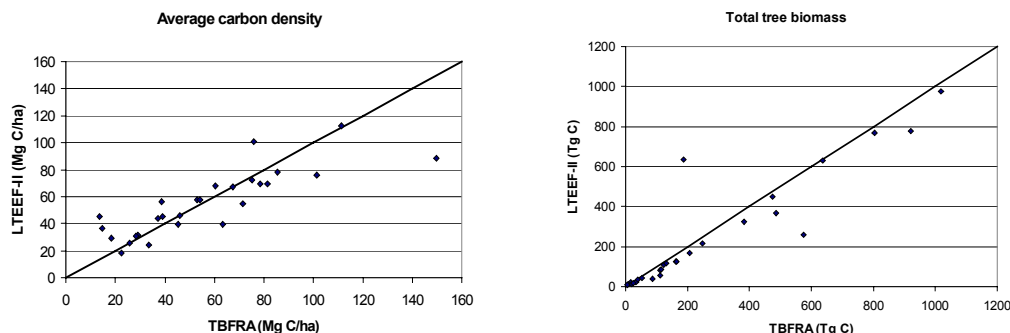 Average carbon density
160
140
120
100
80
60
40
20
0
LTEEF-II (Mg C/ha)
0 20 40 60 80 100 120 140 160
TBFRA (Mg C/ha)
Total tree biomass
1200
1000
800
600
400
200
0
LTEEF-II (Tg C)
0 200 400 600 800 1000 1200
TBFRA (Tg C)